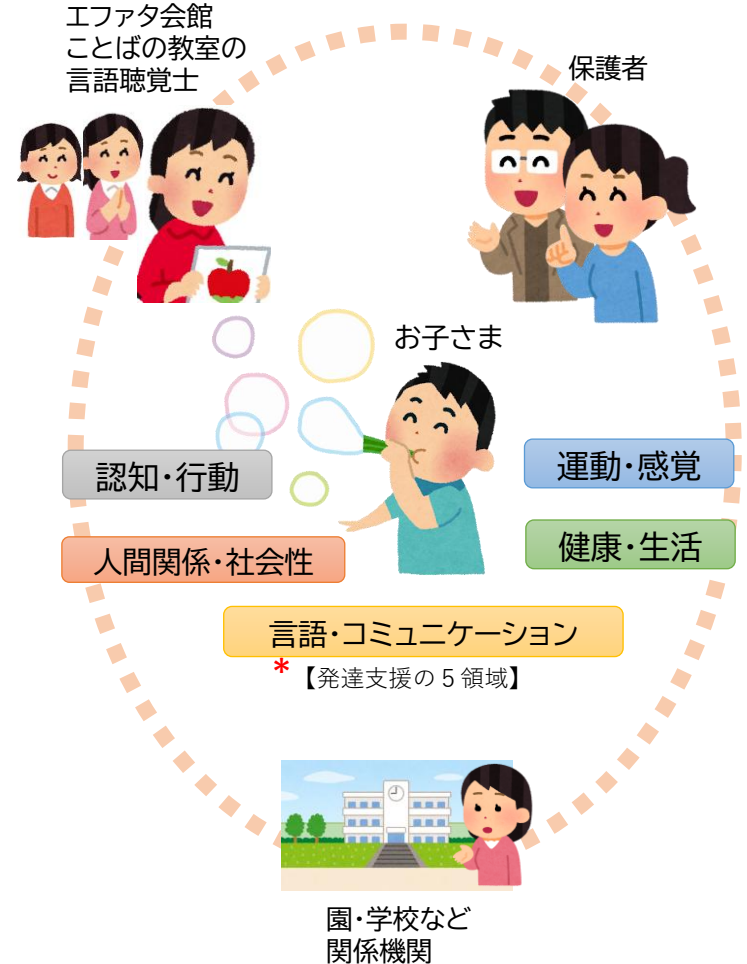 エファタ会館
ことばの教室の
言語聴覚士
保護者
お子さま
認知・行動
運動・感覚
人間関係・社会性
健康・生活
言語・コミュニケーション
*【発達支援の５領域】
園・学校など
関係機関